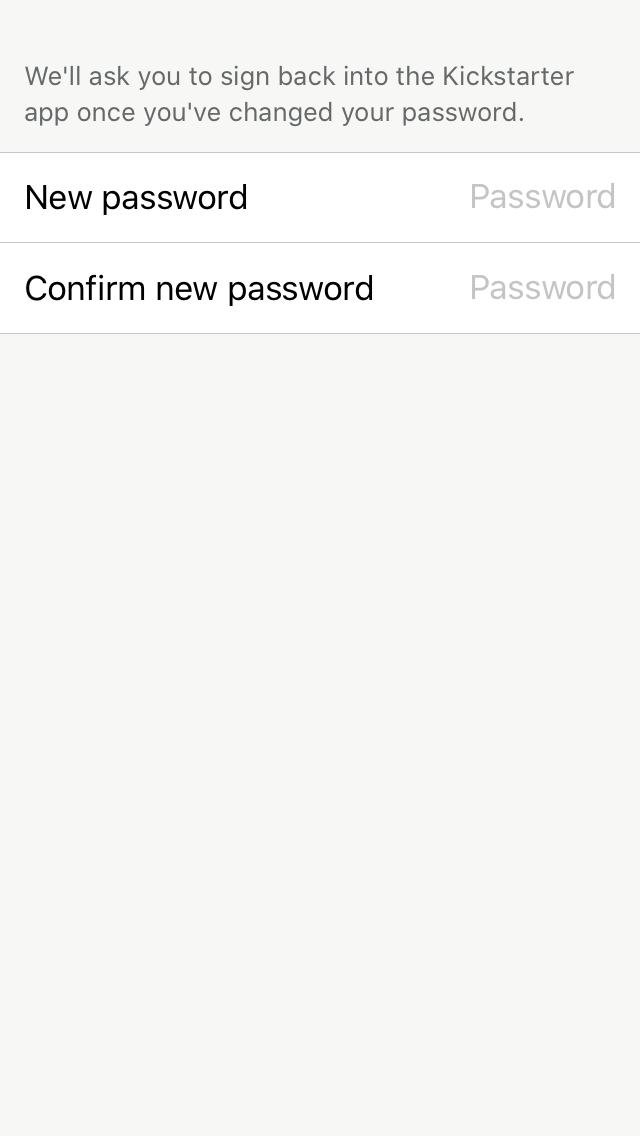 We'll ask you to sign back into the Kickstarter
app once you've changed your password.
New password Password
Confirm new password Password